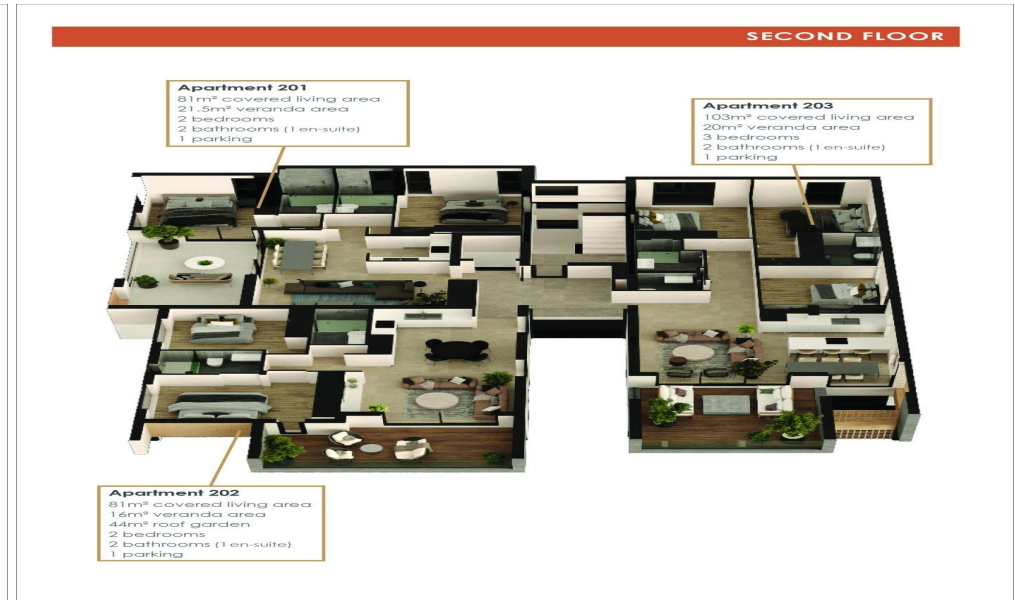 SECOND FLOOR
Apartment 201
81m² covered living area
21.5m² veranda area
2 bedrooms
2 bathrooms (1 en-suite)
1 parking
Apartment 203
103m² covered living area
20m² veranda area
3 bedrooms
2 bathrooms (1 en-suite)
1 parking
Apartment 202
81m² covered living area
16m² veranda area
44m² roof garden
2 bedrooms
2 bathrooms (1 en-suite)
1 parking